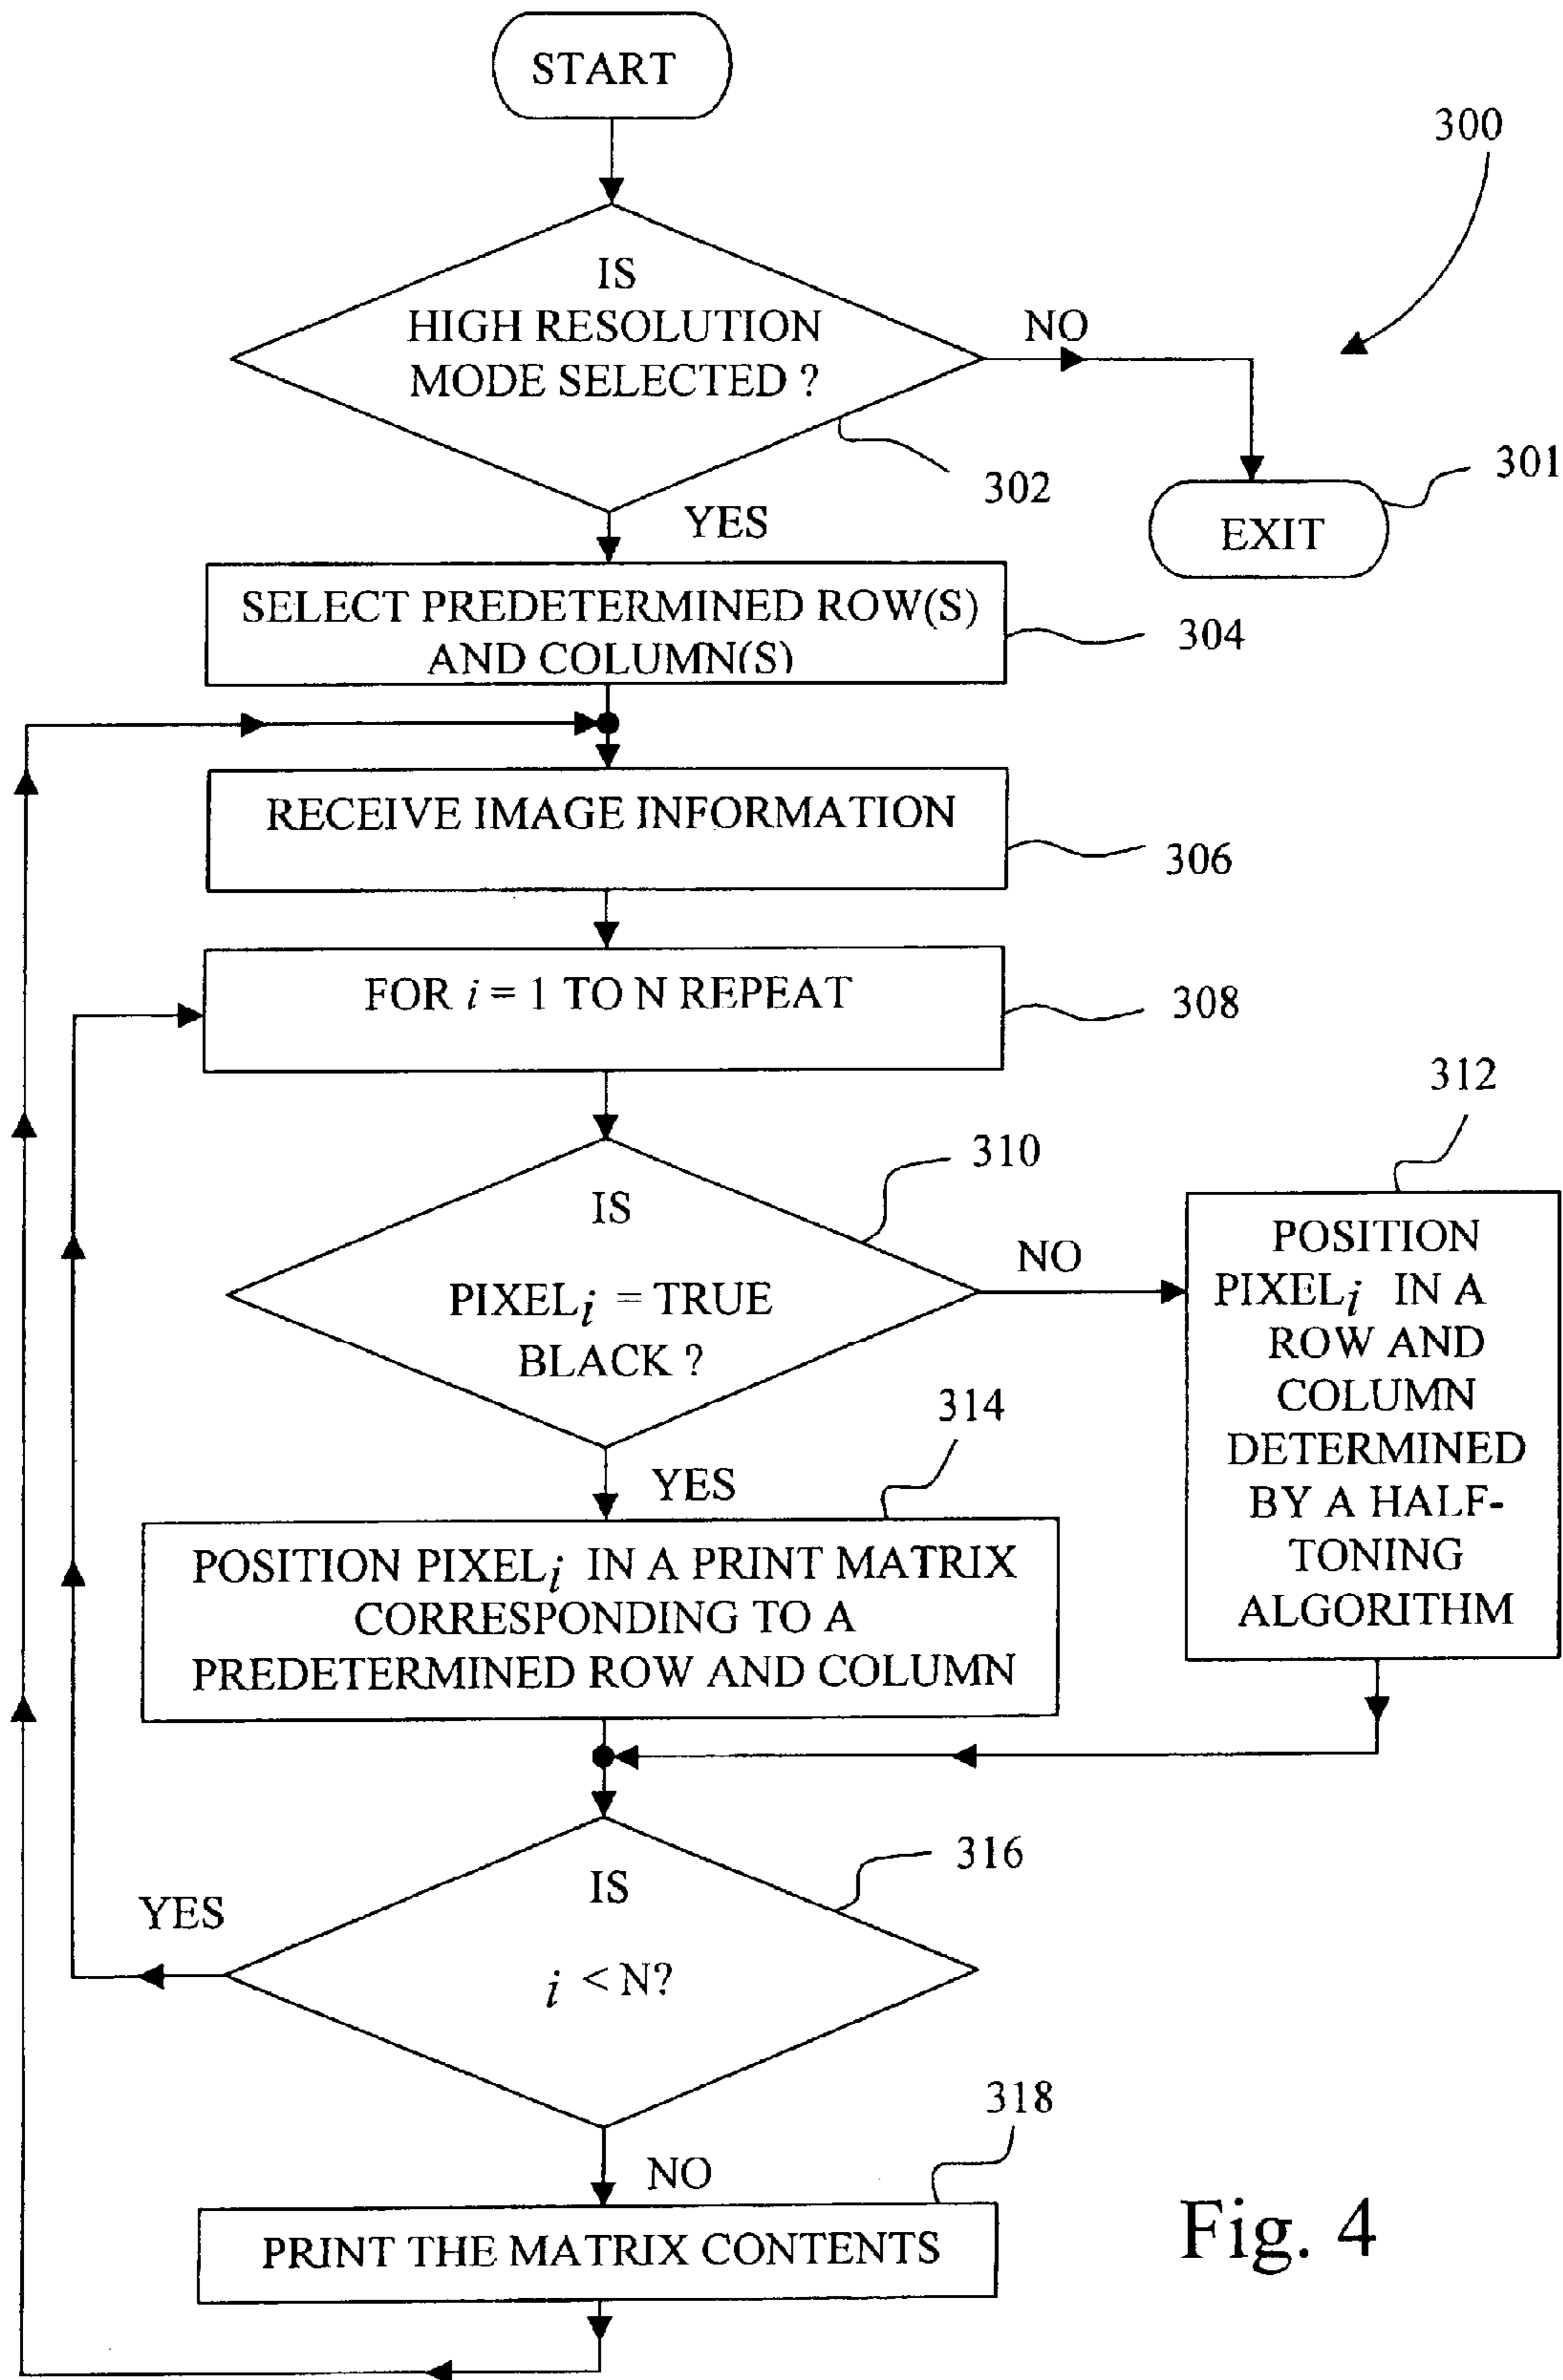 START
300
IS
HIGH RESOLUTION
MODE SELECTED ?
NO
302
301
EXIT
YES
SELECT PREDETERMINED ROW(S)
AND COLUMN(S)
304
RECEIVE IMAGE INFORMATION
306
FOR i = 1 TO N REPEAT
308
312
310
IS
PIXELi = TRUE
BLACK ?
NO
POSITION
PIXELi IN A
ROW AND
COLUMN
DETERMINED
BY A HALF-
TONING
ALGORITHM
314
YES
POSITION PIXELi IN A PRINT MATRIX
CORRESPONDING TO A
PREDETERMINED ROW AND COLUMN
316
IS
i < N?
YES
318
NO
PRINT THE MATRIX CONTENTS
Fig. 4